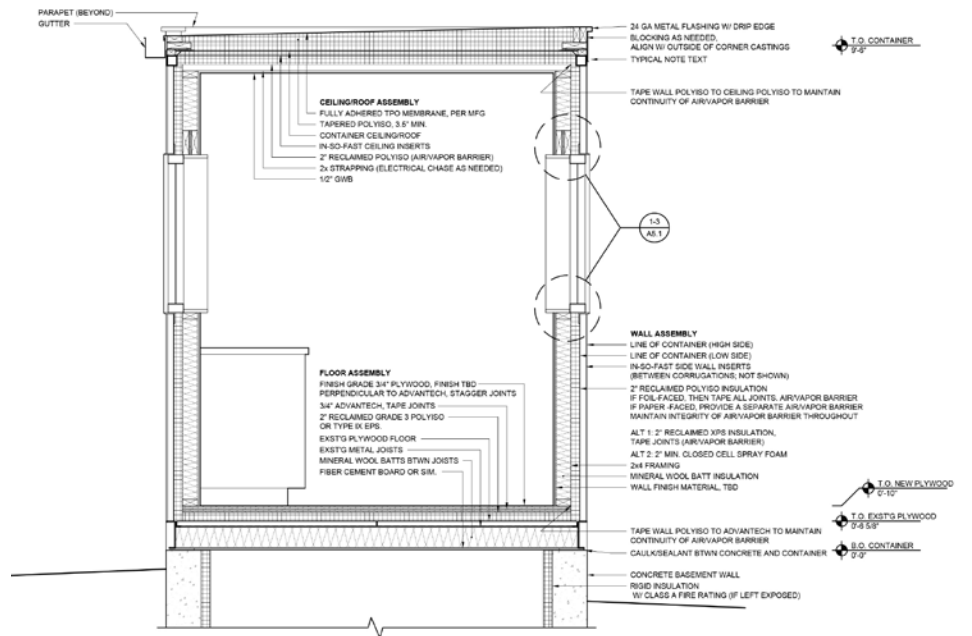 PARAPET (BEYOND)
GUTTER
24 GA METAL FLASHING W/ DRIP EDGE
BLOCKING AS NEEDED,
ALIGN W/ OUTSIDE OF CORNER CASTINGS
TYPICAL NOTE TEXT
T.O. CONTAINER
9'-6"
TAPE WALL POLYISO TO CEILING POLYISO TO MAINTAIN
CONTINUITY OF AIR/VAPOR BARRIER
CEILING/ROOF ASSEMBLY
FULLY ADHERED TPO MEMBRANE, PER MFG
TAPERED POLYISO, 3.5" MIN.
CONTAINER CEILING/ROOF
IN-SO-FAST CEILING INSERTS
2" RECLAIMED POLYISO (AIR/VAPOR BARRIER)
2x STRAPPING (ELECTRICAL CHASE AS NEEDED)
1/2" GWB
1-3
A5.1
WALL ASSEMBLY
LINE OF CONTAINER (HIGH SIDE)
LINE OF CONTAINER (LOW SIDE)
IN-SO-FAST SIDE WALL INSERTS
(BETWEEN CORRUGATIONS; NOT SHOWN)
2" RECLAIMED POLYISO INSULATION
IF FOIL-FACED, THEN TAPE ALL JOINTS. AIR/VAPOR BARRIER
IF PAPER -FACED, PROVIDE A SEPARATE AIR/VAPOR BARRIER
MAINTAIN INTEGRITY OF AIR/VAPOR BARRIER THROUGHOUT
ALT 1: 2" RECLAIMED XPS INSULATION,
TAPE JOINTS (AIR/VAPOR BARRIER)
ALT 2: 2" MIN. CLOSED CELL SPRAY FOAM
2x4 FRAMING
MINERAL WOOL BATT INSULATION
WALL FINISH MATERIAL, TBD
FLOOR ASSEMBLY
FINISH GRADE 3/4" PLYWOOD, FINISH TBD
PERPENDICULAR TO ADVANTECH, STAGGER JOINTS
3/4" ADVANTECH, TAPE JOINTS
2" RECLAIMED GRADE 3 POLYISO
OR TYPE IX EPS.
EXST'G PLYWOOD FLOOR
EXST'G METAL JOISTS
MINERAL WOOL BATTS BTWN JOISTS
FIBER CEMENT BOARD OR SIM.
T.O. NEW PLYWOOD
0'-10"
T.O. EXST'G PLYWOOD
0'-6 5/8"
B.O. CONTAINER
0'-0"
TAPE WALL POLYISO TO ADVANTECH TO MAINTAIN
CONTINUITY OF AIR/VAPOR BARRIER
CAULK/SEALANT BTWN CONCRETE AND CONTAINER
CONCRETE BASEMENT WALL
RIGID INSULATION
W/ CLASS A FIRE RATING (IF LEFT EXPOSED)